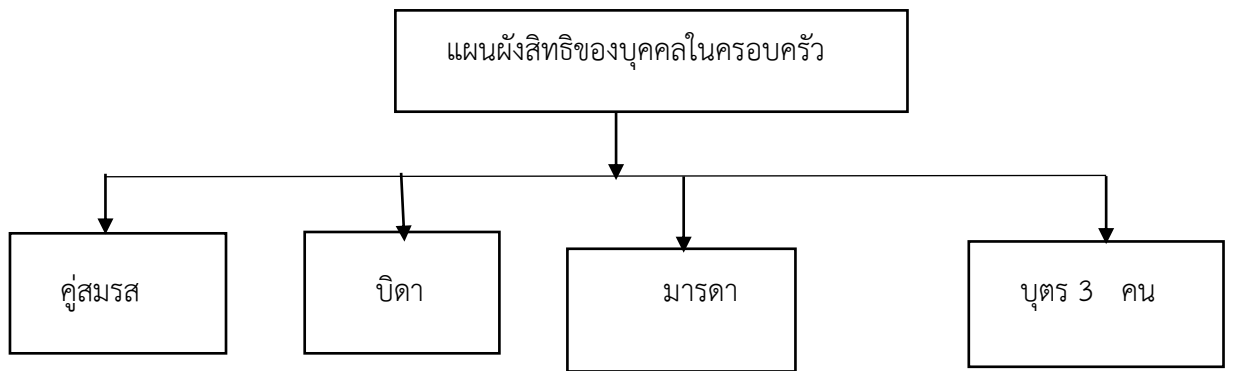 แผนผังสิทธิของบุคคลในครอบครัว
คู่สมรส
บิดา
มารดา
บุตร 3 คน